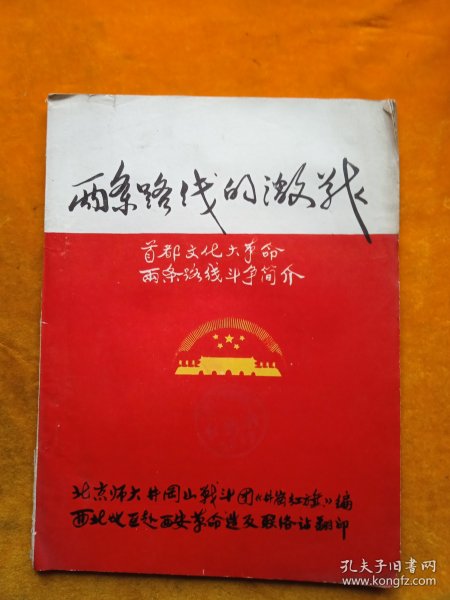 两条路线的激战
首都文化大革命
两条路线斗争简介
北京师大井冈山战斗团《井冈红旗》编
西北地区赴西安革命造反联络站翻印
孔夫子旧书网
www.kongfz.com